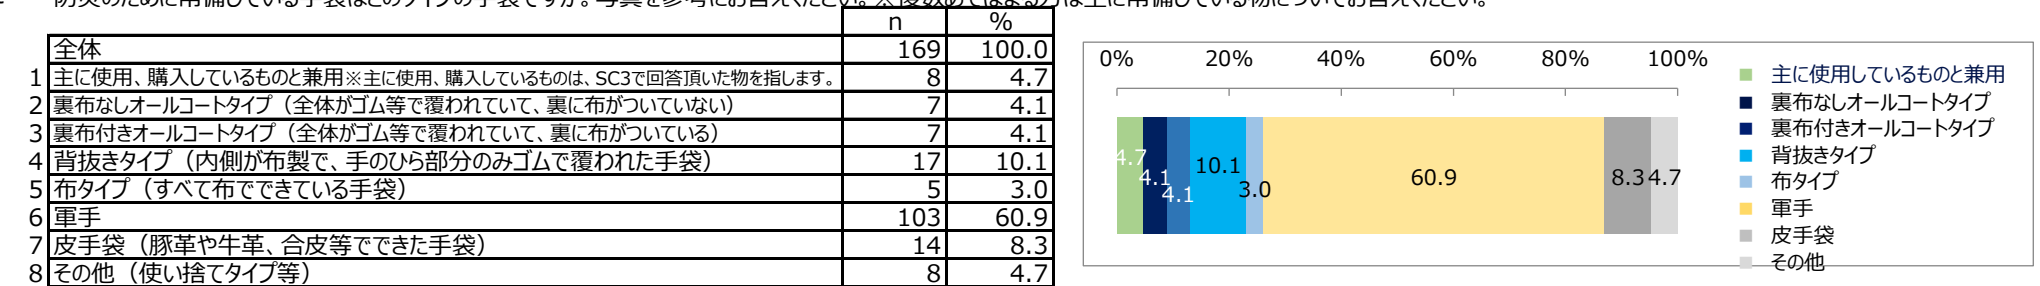 防災のために常備している手袋はどのタイプの手袋ですか。写真を参考にお答えください。※複数あてはまる方は主に常備している物についてお答えください。
n %
全体 169 100.0
1 主に使用、購入しているものと兼用※主に使用、購入しているものは、SC3で回答頂いた物を指します。 8 4.7
2 裏布なしオールコートタイプ（全体がゴム等で覆われていて、裏に布がついていない） 7 4.1
3 裏布付きオールコートタイプ（全体がゴム等で覆われていて、裏に布がついている） 7 4.1
4 背抜きタイプ（内側が布製で、手のひら部分のみゴムで覆われた手袋） 17 10.1
5 布タイプ（すべて布でできている手袋） 5 3.0
6 軍手 103 60.9
7 皮手袋（豚革や牛革、合皮等でできた手袋） 14 8.3
8 その他（使い捨てタイプ等） 8 4.7
0% 20% 40% 60% 80% 100%
4.7 4.1 4.1 10.1 3.0 60.9 8.3 4.7
主に使用しているものと兼用
裏布なしオールコートタイプ
裏布付きオールコートタイプ
背抜きタイプ
布タイプ
軍手
皮手袋
その他